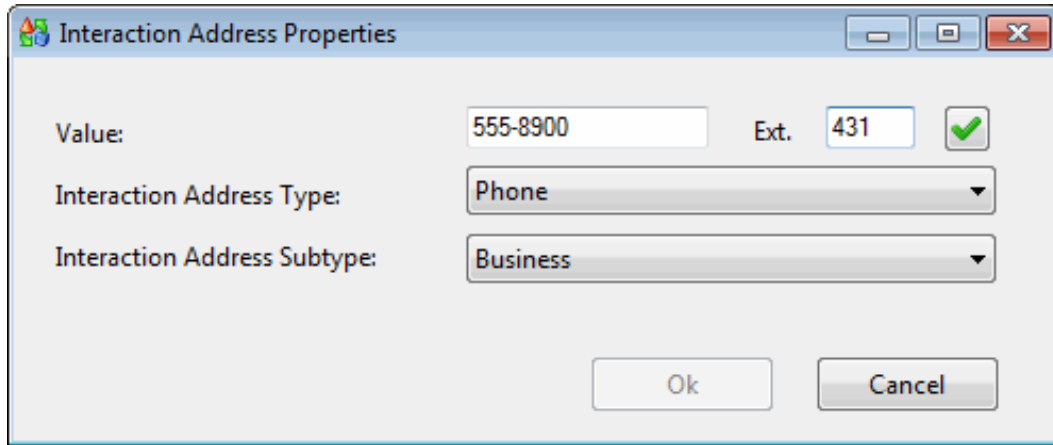 Interaction Address Properties
Value: 555-8900 Ext. 431
Interaction Address Type: Phone
Interaction Address Subtype: Business
Ok Cancel